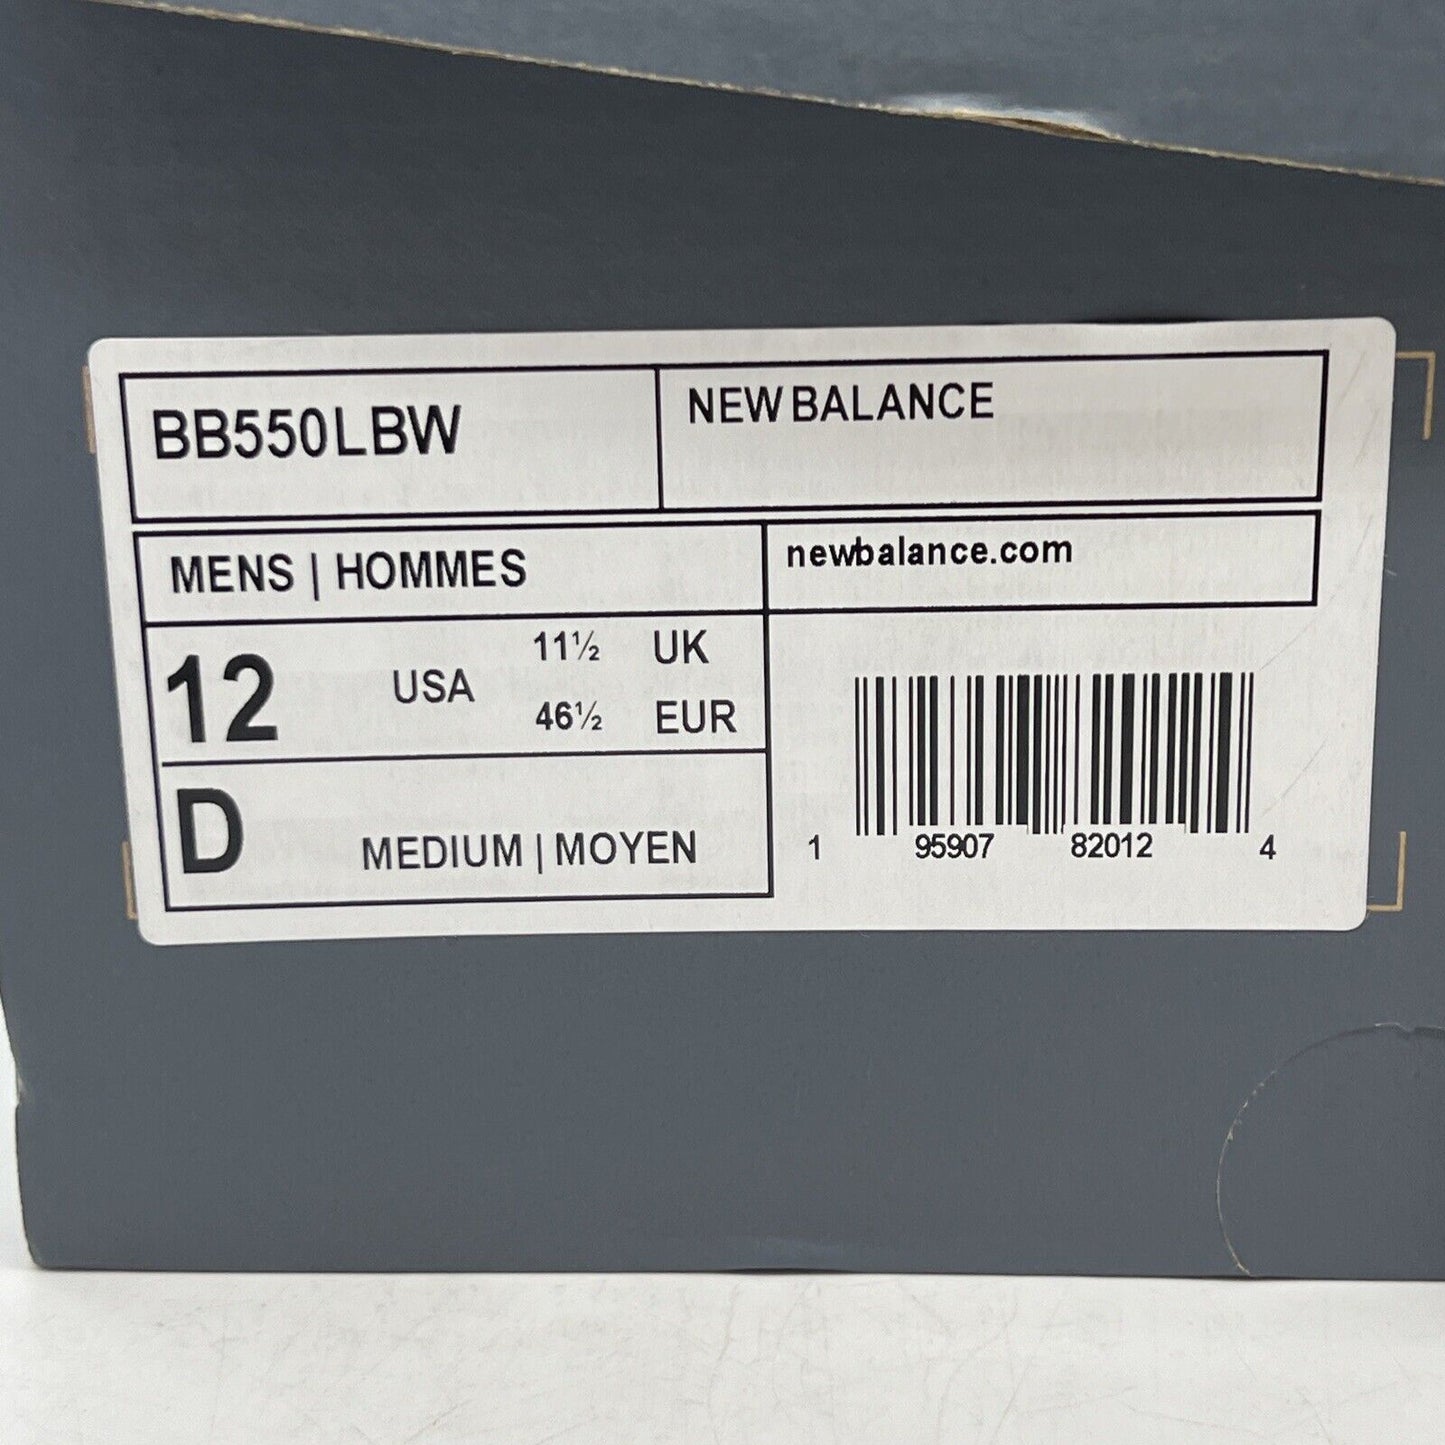 BB550LBW
NEW BALANCE
MENS | HOMMES
newbalance.com
12 USA 11½ UK
46½ EUR
D MEDIUM | MOYEN
1 95907 82012 4